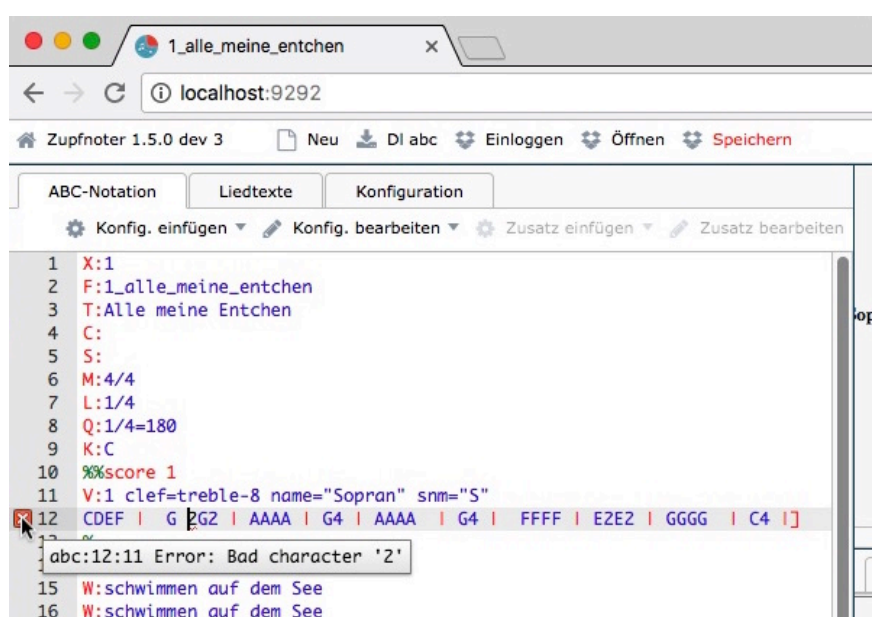 1_alle_meine_entchen
localhost:9292
Zupfnoter 1.5.0 dev 3 Neu Dl abc Einloggen Öffnen Speichern
ABC-Notation Liedtexte Konfiguration
Konfig. einfügen Konfig. bearbeiten Zusatz einfügen Zusatz bearbeiten
1 X:1
2 F:1_alle_meine_entchen
3 T:Alle meine Entchen
4 C:
5 S:
6 M:4/4
7 L:1/4
8 Q:1/4=180
9 K:C
10 %%score 1
11 V:1 clef=treble-8 name="Sopran" snm="S"
12 CDEF | G 2G2 | AAAA | G4 | AAAA | G4 | FFFF | E2E2 | GGGG | C4 |]
abc:12:11 Error: Bad character '2'
15 W:schwimmen auf dem See
16 W:schwimmen auf dem See